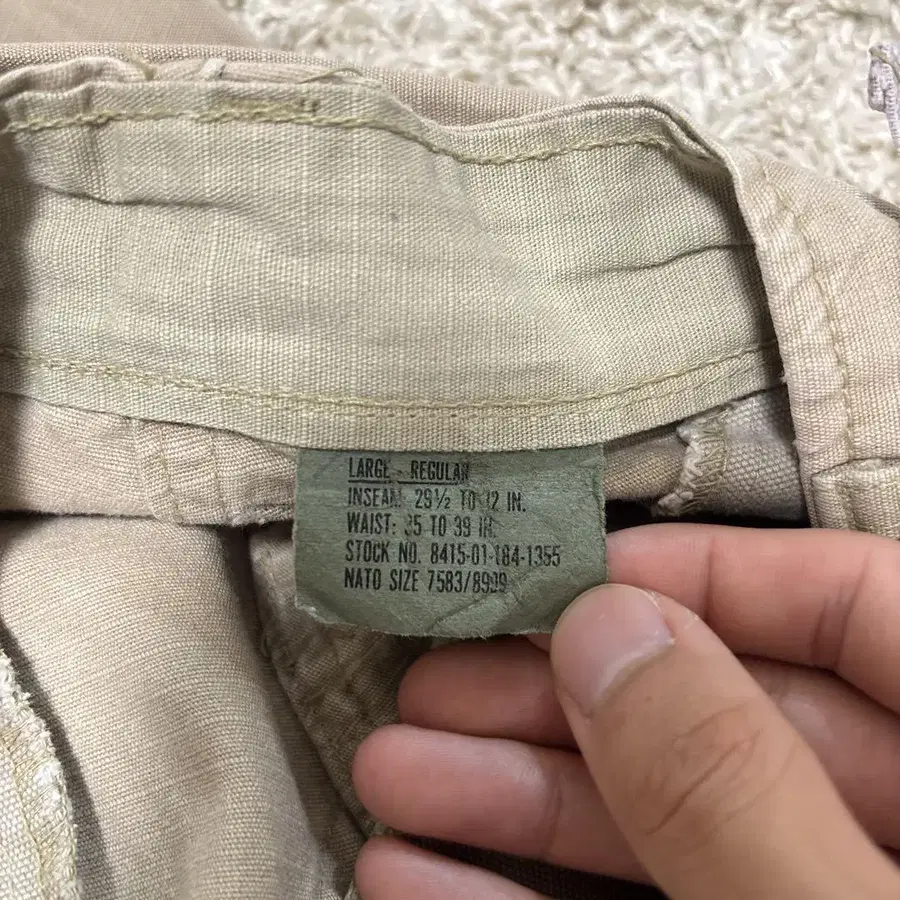 LARGE - REGULAR
INSEAM: 29½ TO 32 IN.
WAIST: 35 TO 39 IN.
STOCK NO. 8415-01-184-1355
NATO SIZE 7583/8999